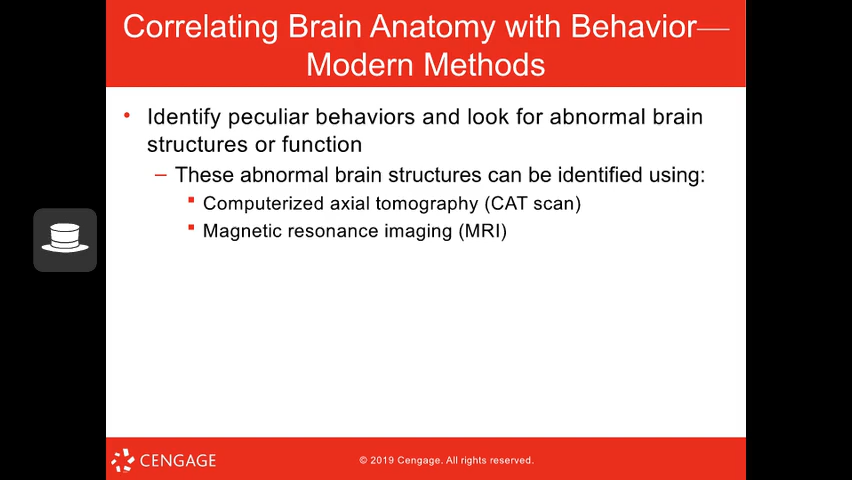 Correlating Brain Anatomy with Behavior—
Modern Methods
• Identify peculiar behaviors and look for abnormal brain
structures or function
– These abnormal brain structures can be identified using:
▪ Computerized axial tomography (CAT scan)
▪ Magnetic resonance imaging (MRI)
CENGAGE
© 2019 Cengage. All rights reserved.